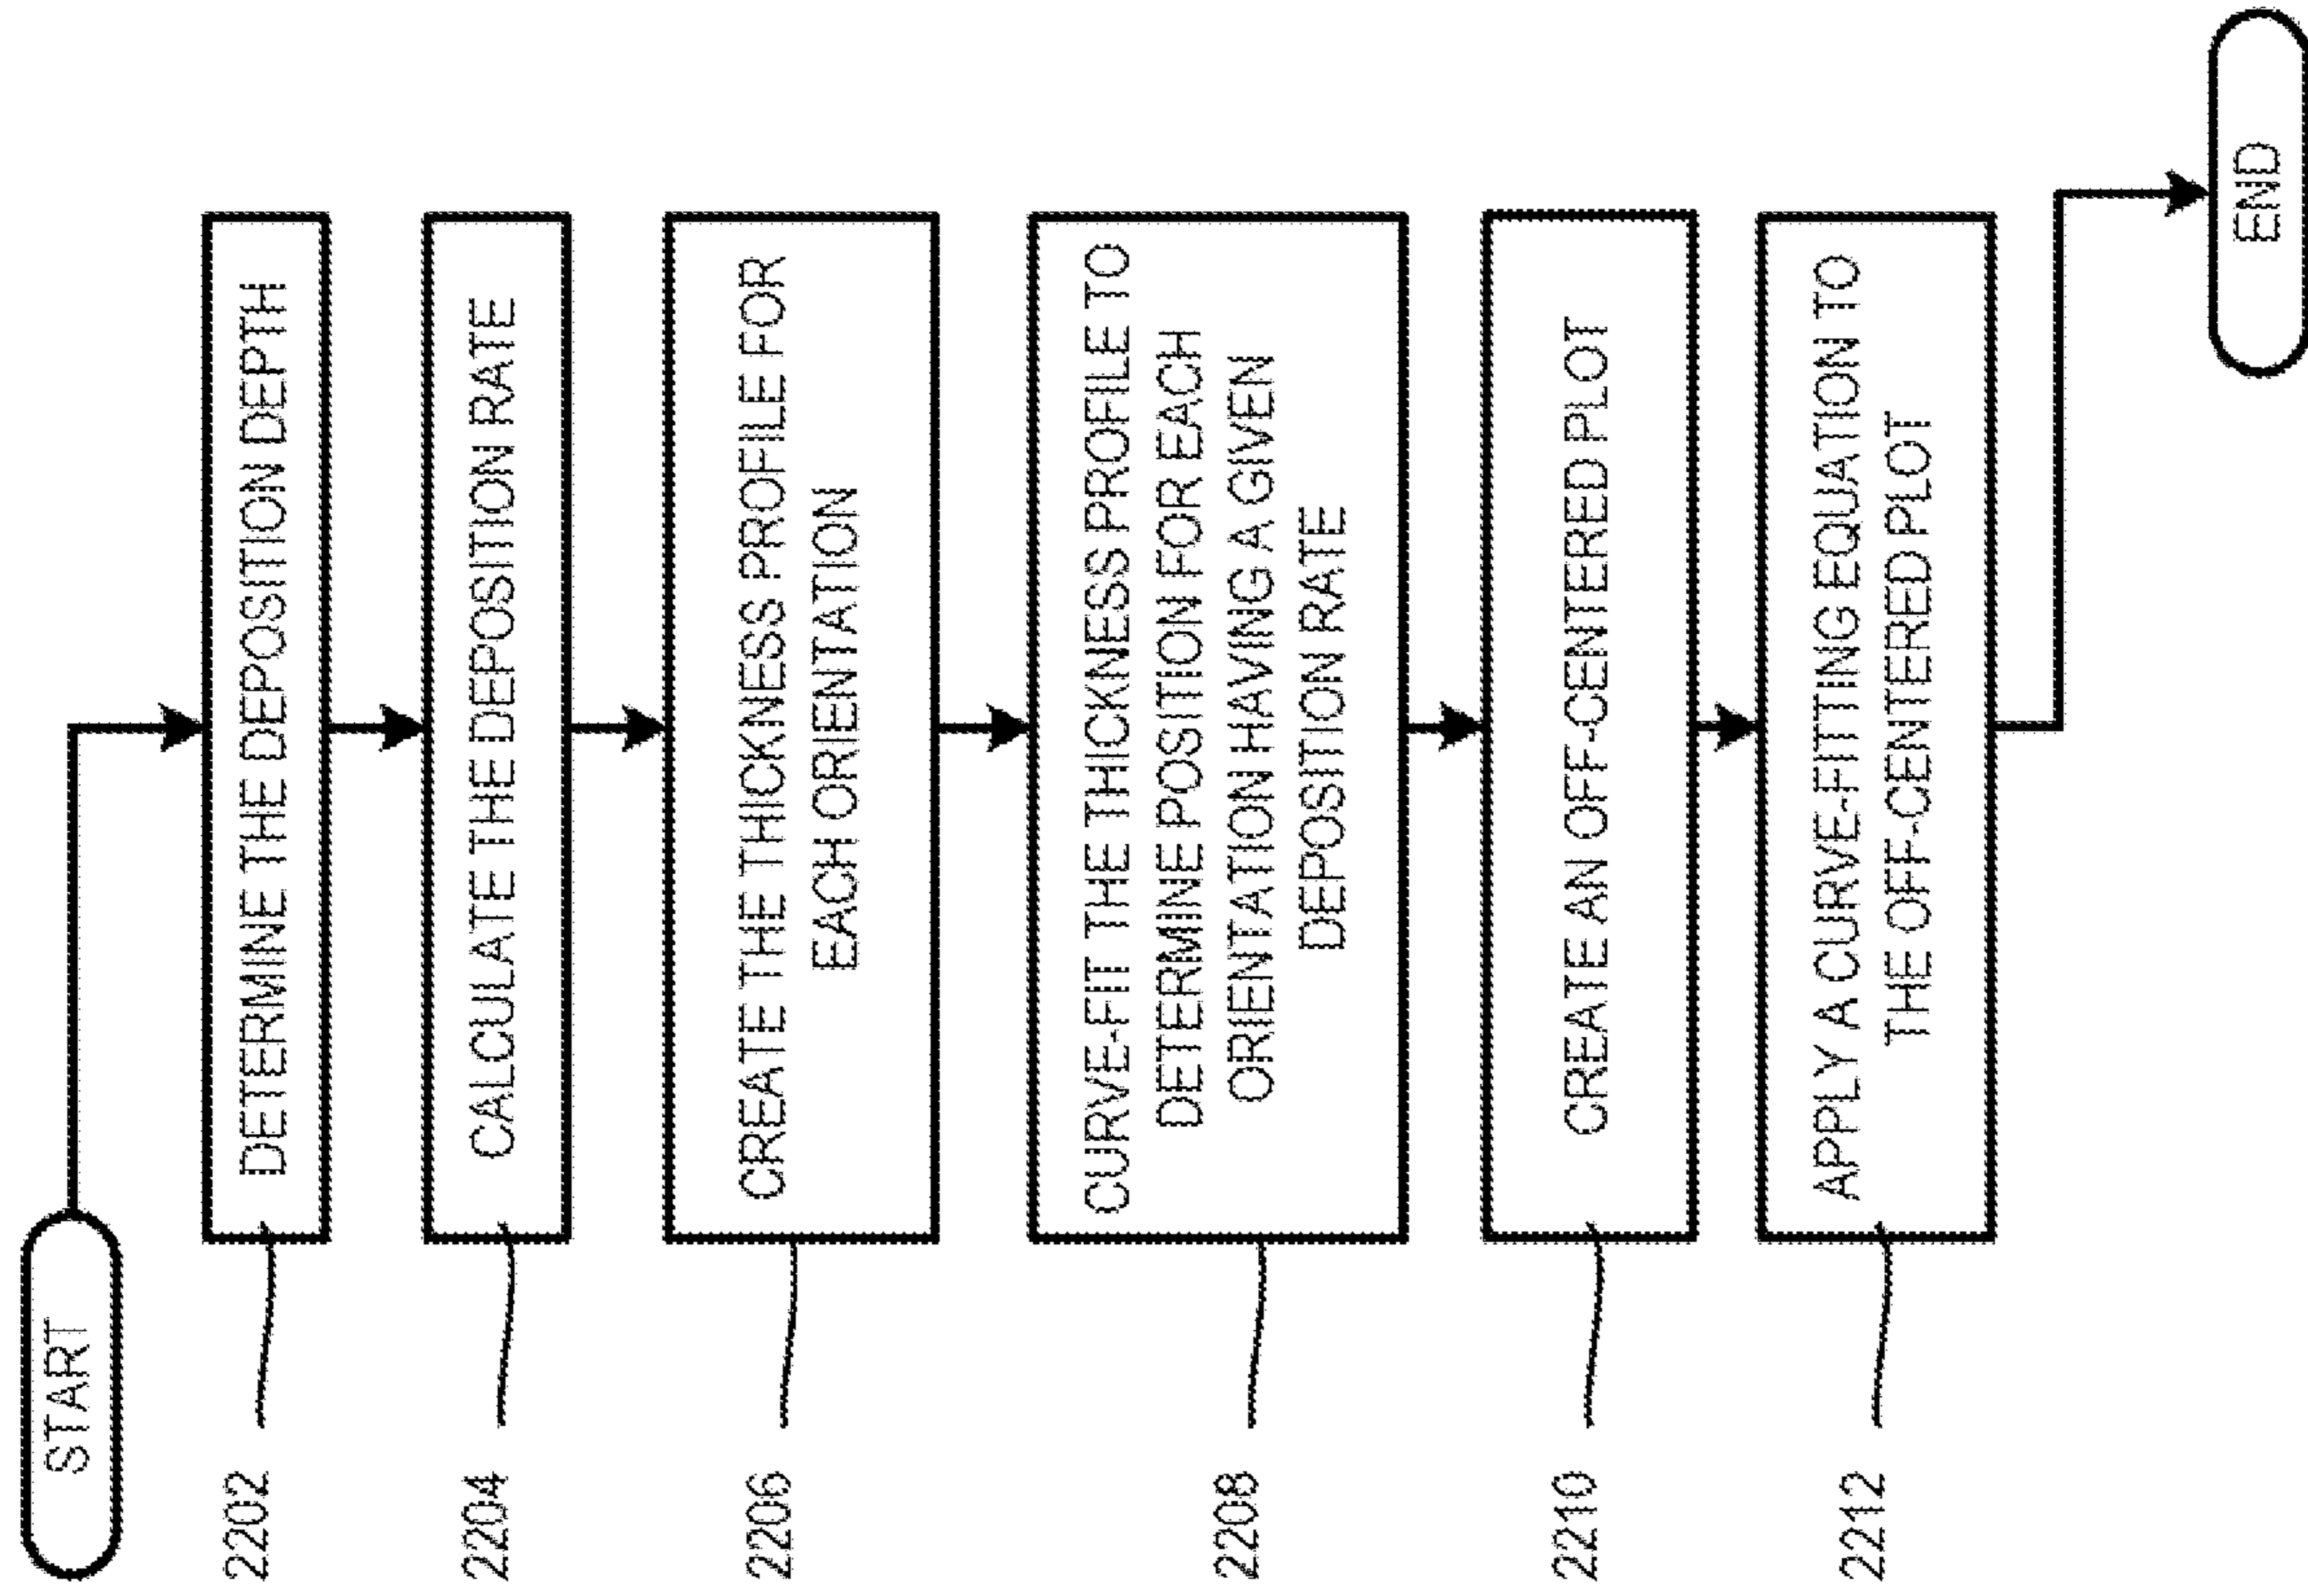 START
2202
DETERMINE THE DEPOSITION DEPTH
2204
CALCULATE THE DEPOSITION RATE
2206
CREATE THE THICKNESS PROFILE FOR
EACH ORIENTATION
2208
CURVE-FIT THE THICKNESS PROFILE TO
DETERMINE POSITION FOR EACH
ORIENTATION HAVING A GIVEN
DEPOSITION RATE
2210
CREATE AN OFF-CENTERED PLOT
2212
APPLY A CURVE-FITTING EQUATION TO
THE OFF-CENTERED PLOT
END